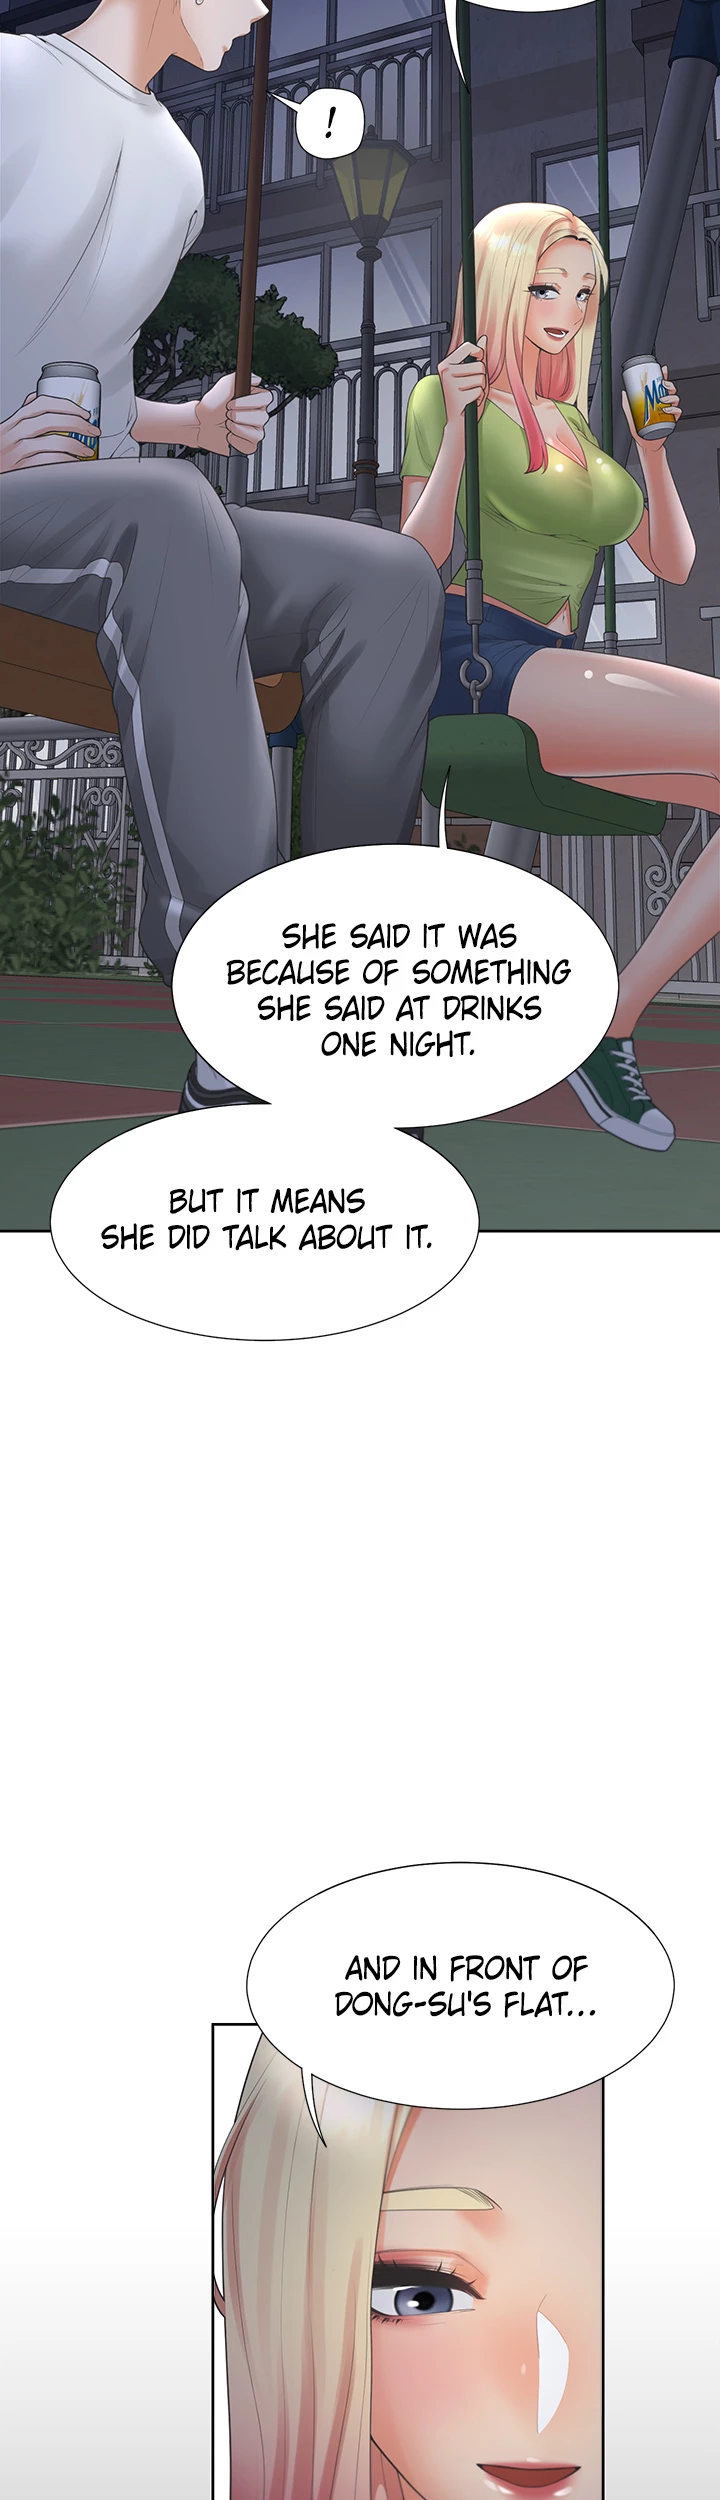 !
SHE SAID IT WAS
BECAUSE OF SOMETHING
SHE SAID AT DRINKS
ONE NIGHT.
BUT IT MEANS
SHE DID TALK ABOUT IT.
AND IN FRONT OF
DONG-SU'S FLAT...